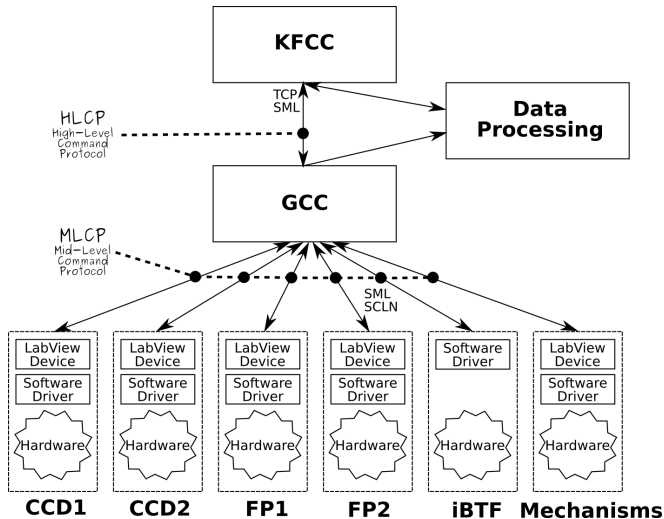 KFCC
TCP
SML
Data
Processing
HLCP
High-Level
Command
Protocol
GCC
MLCP
Mid-Level
Command
Protocol
SML
SCLN
LabView
Device
Software
Driver
Hardware
CCD1
LabView
Device
Software
Driver
Hardware
CCD2
LabView
Device
Software
Driver
Hardware
FP1
LabView
Device
Software
Driver
Hardware
FP2
Software
Driver
Hardware
iBTF
LabView
Device
Software
Driver
Hardware
Mechanisms